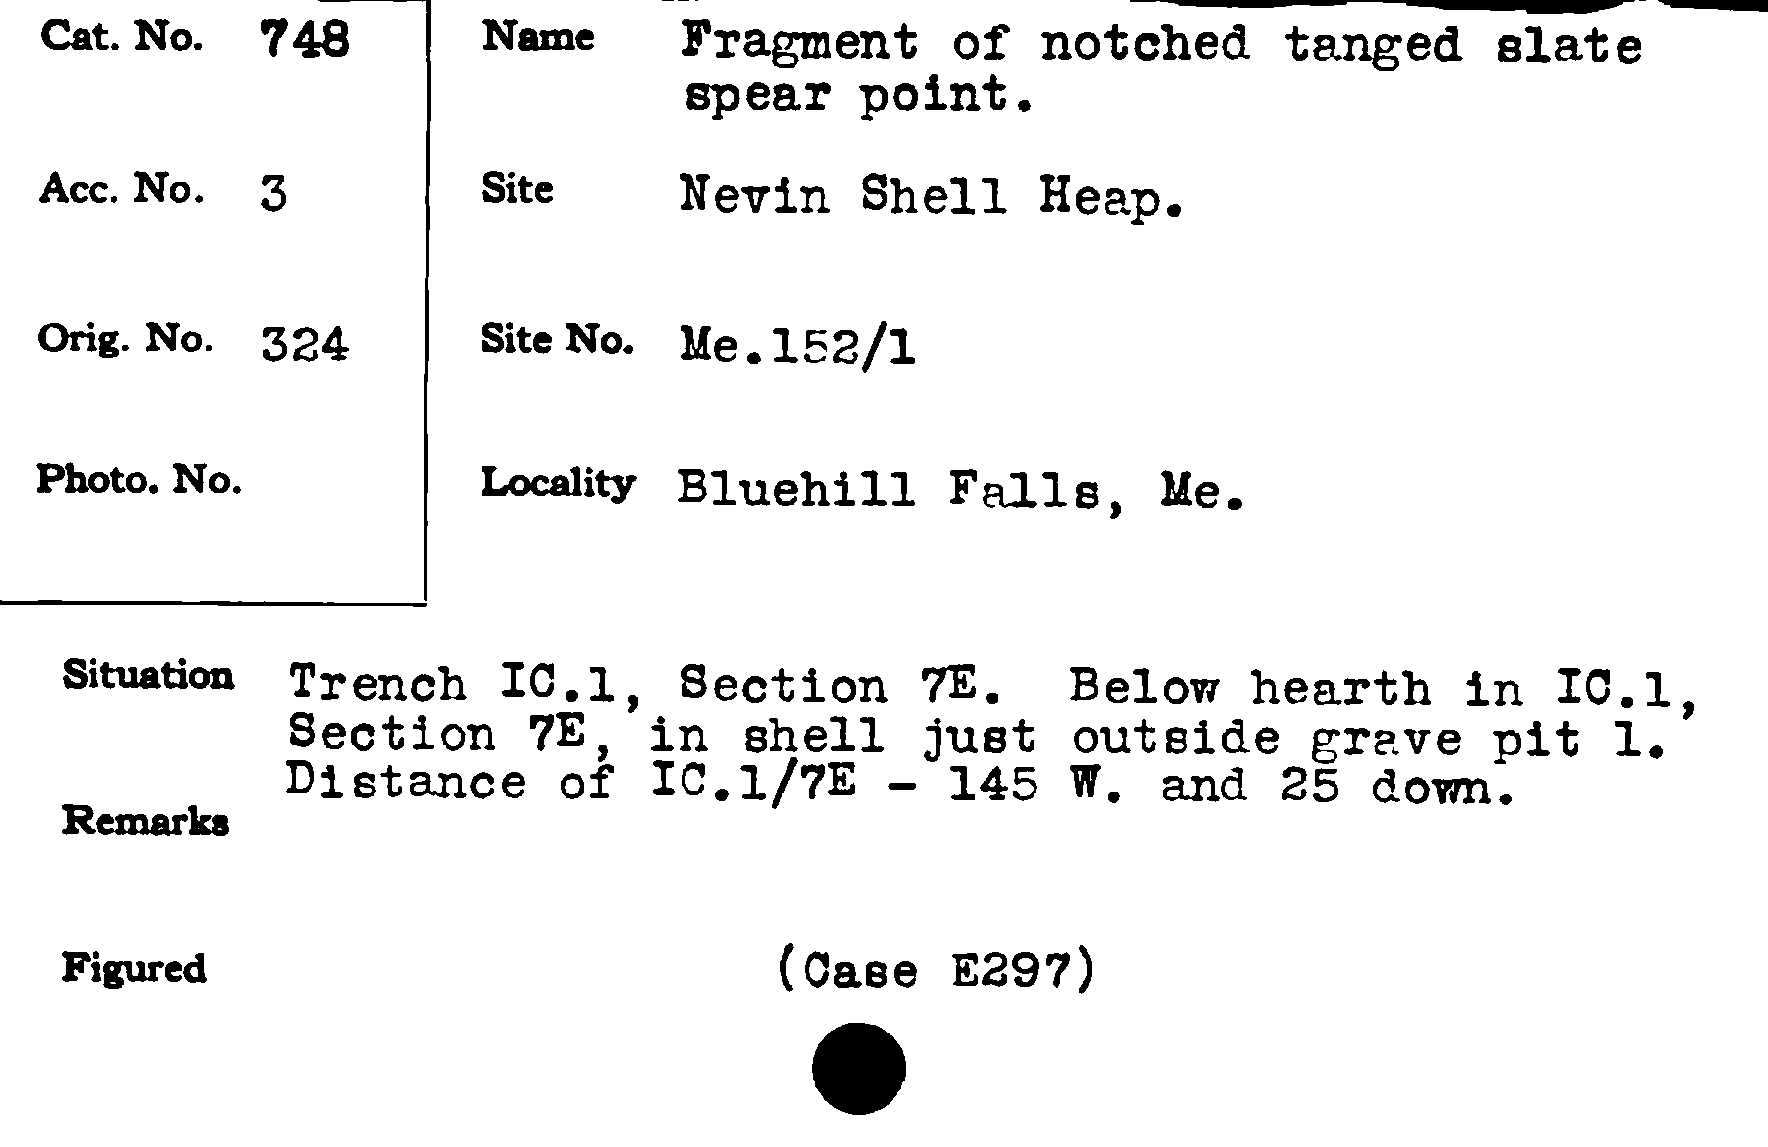 Cat. No. 748 Name Fragment of notched tanged slate
spear point.
Acc. No. 3 Site Nevin Shell Heap.
Orig. No. 324 Site No. Me.152/1
Photo. No. Locality Bluehill Falls, Me.
Situation Trench IC.1, Section 7E. Below hearth in IC.1,
Section 7E, in shell just outside grave pit 1.
Distance of IC.1/7E - 145 W. and 25 down.
Remarks
Figured (Case E297)